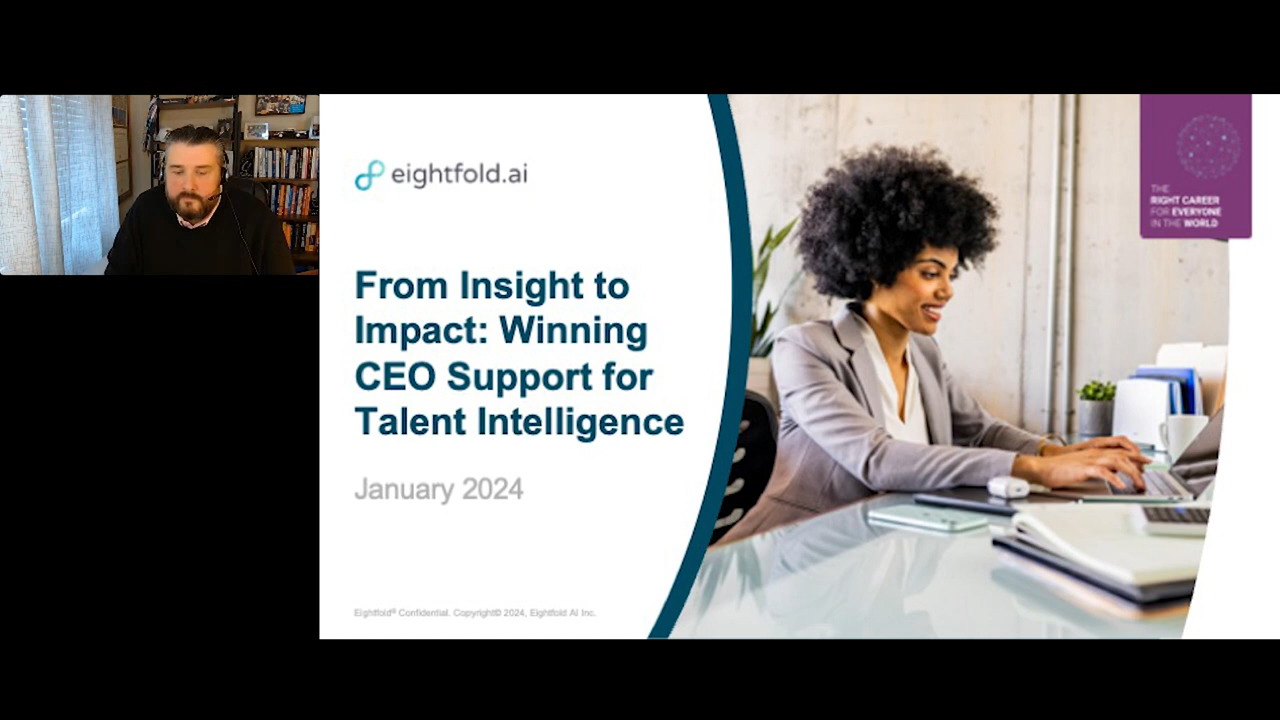 eightfold.ai
From Insight to
Impact: Winning
CEO Support for
Talent Intelligence
January 2024
Eightfold® Confidential. Copyright© 2024, Eightfold AI Inc.
THE
RIGHT CAREER
FOR EVERYONE
IN THE WORLD